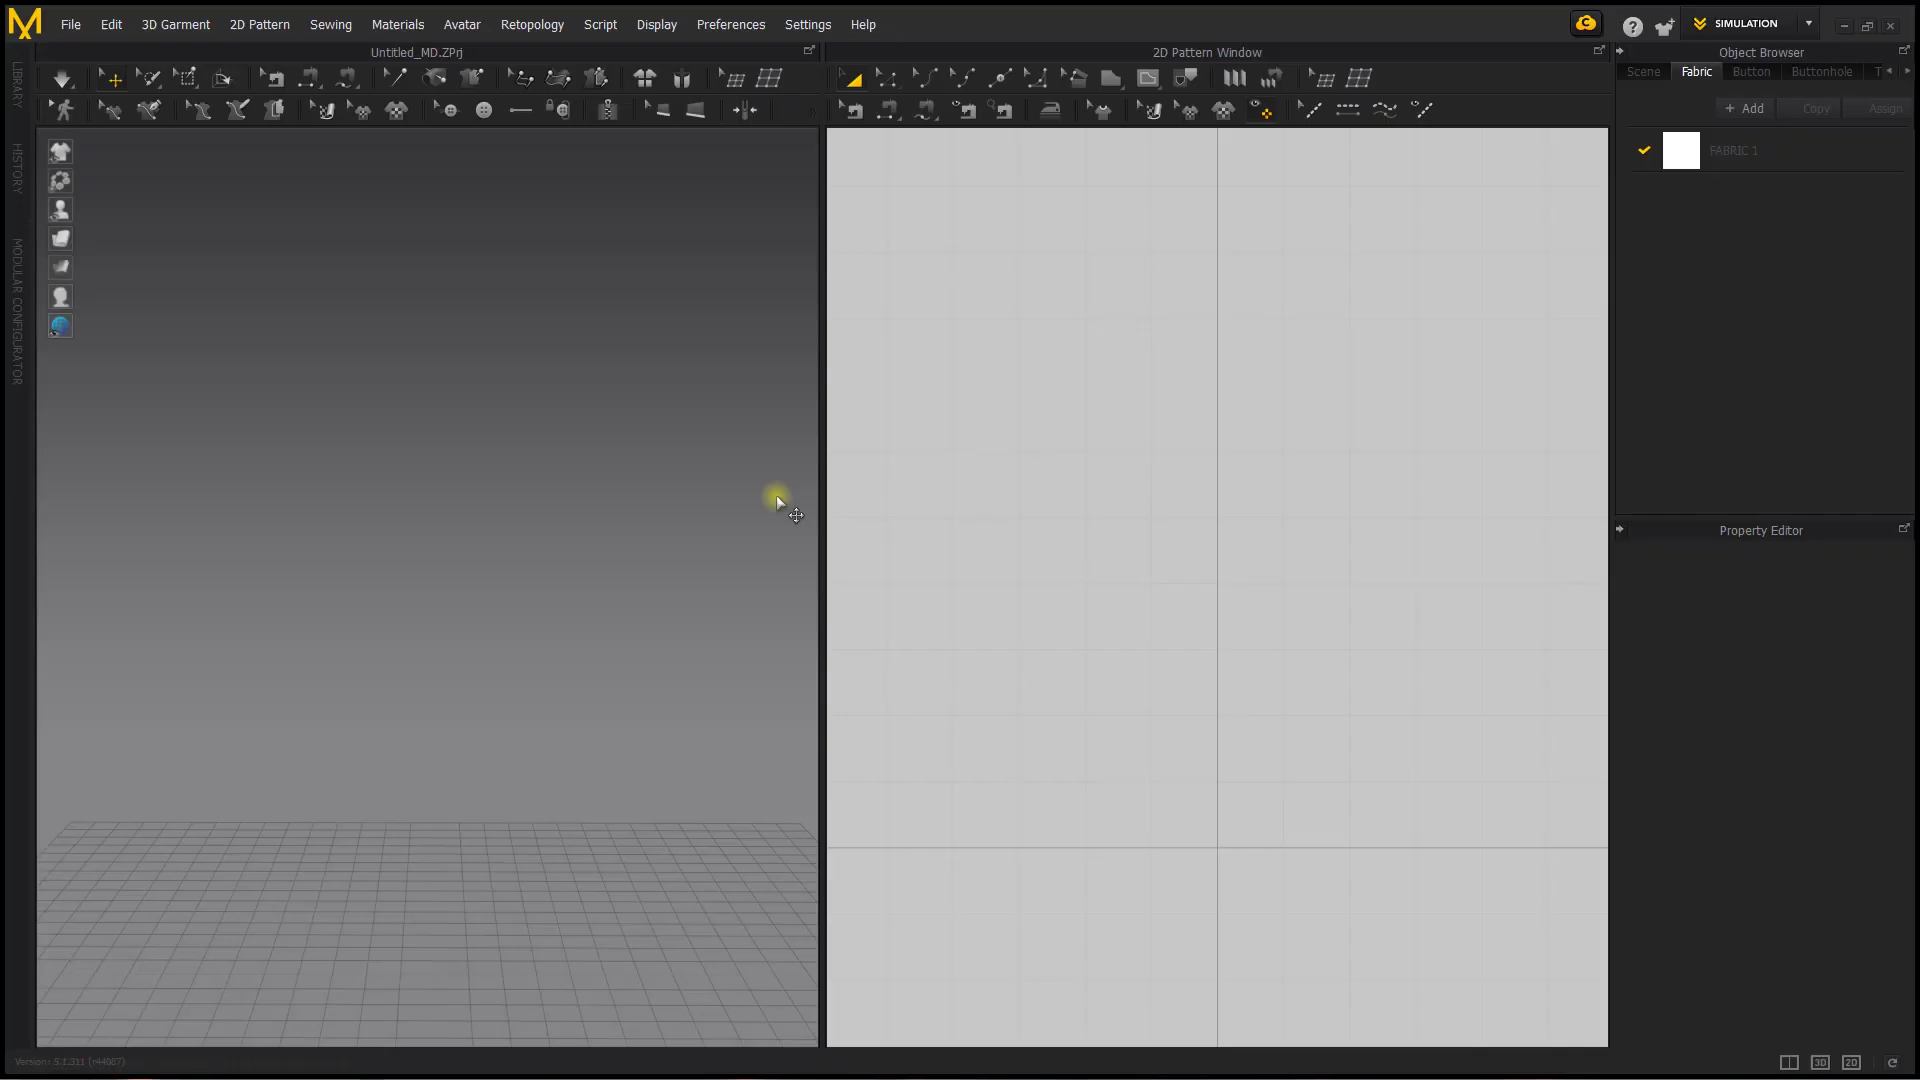 File Edit 3D Garment 2D Pattern Sewing Materials Avatar Retopology Script Display Preferences Settings Help
SIMULATION
Untitled_MD.ZPrj
2D Pattern Window
Object Browser
Scene Fabric Button Buttonhole T
+ Add Copy Assign
FABRIC 1
LIBRARY
HISTORY
MODULAR CONFIGURATOR
Property Editor
Version: 5.1.311 (r44087)
3D 2D